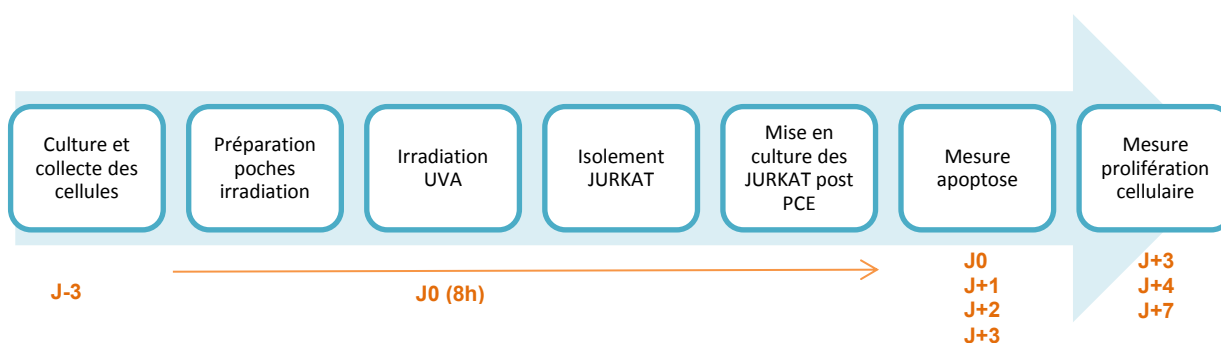 Culture et
collecte des
cellules
Préparation
poches
irradiation
Irradiation
UVA
Isolement
JURKAT
Mise en
culture des
JURKAT post
PCE
Mesure
apoptose
Mesure
prolifération
cellulaire
J-3
J0 (8h)
J0
J+1
J+2
J+3
J+3
J+4
J+7